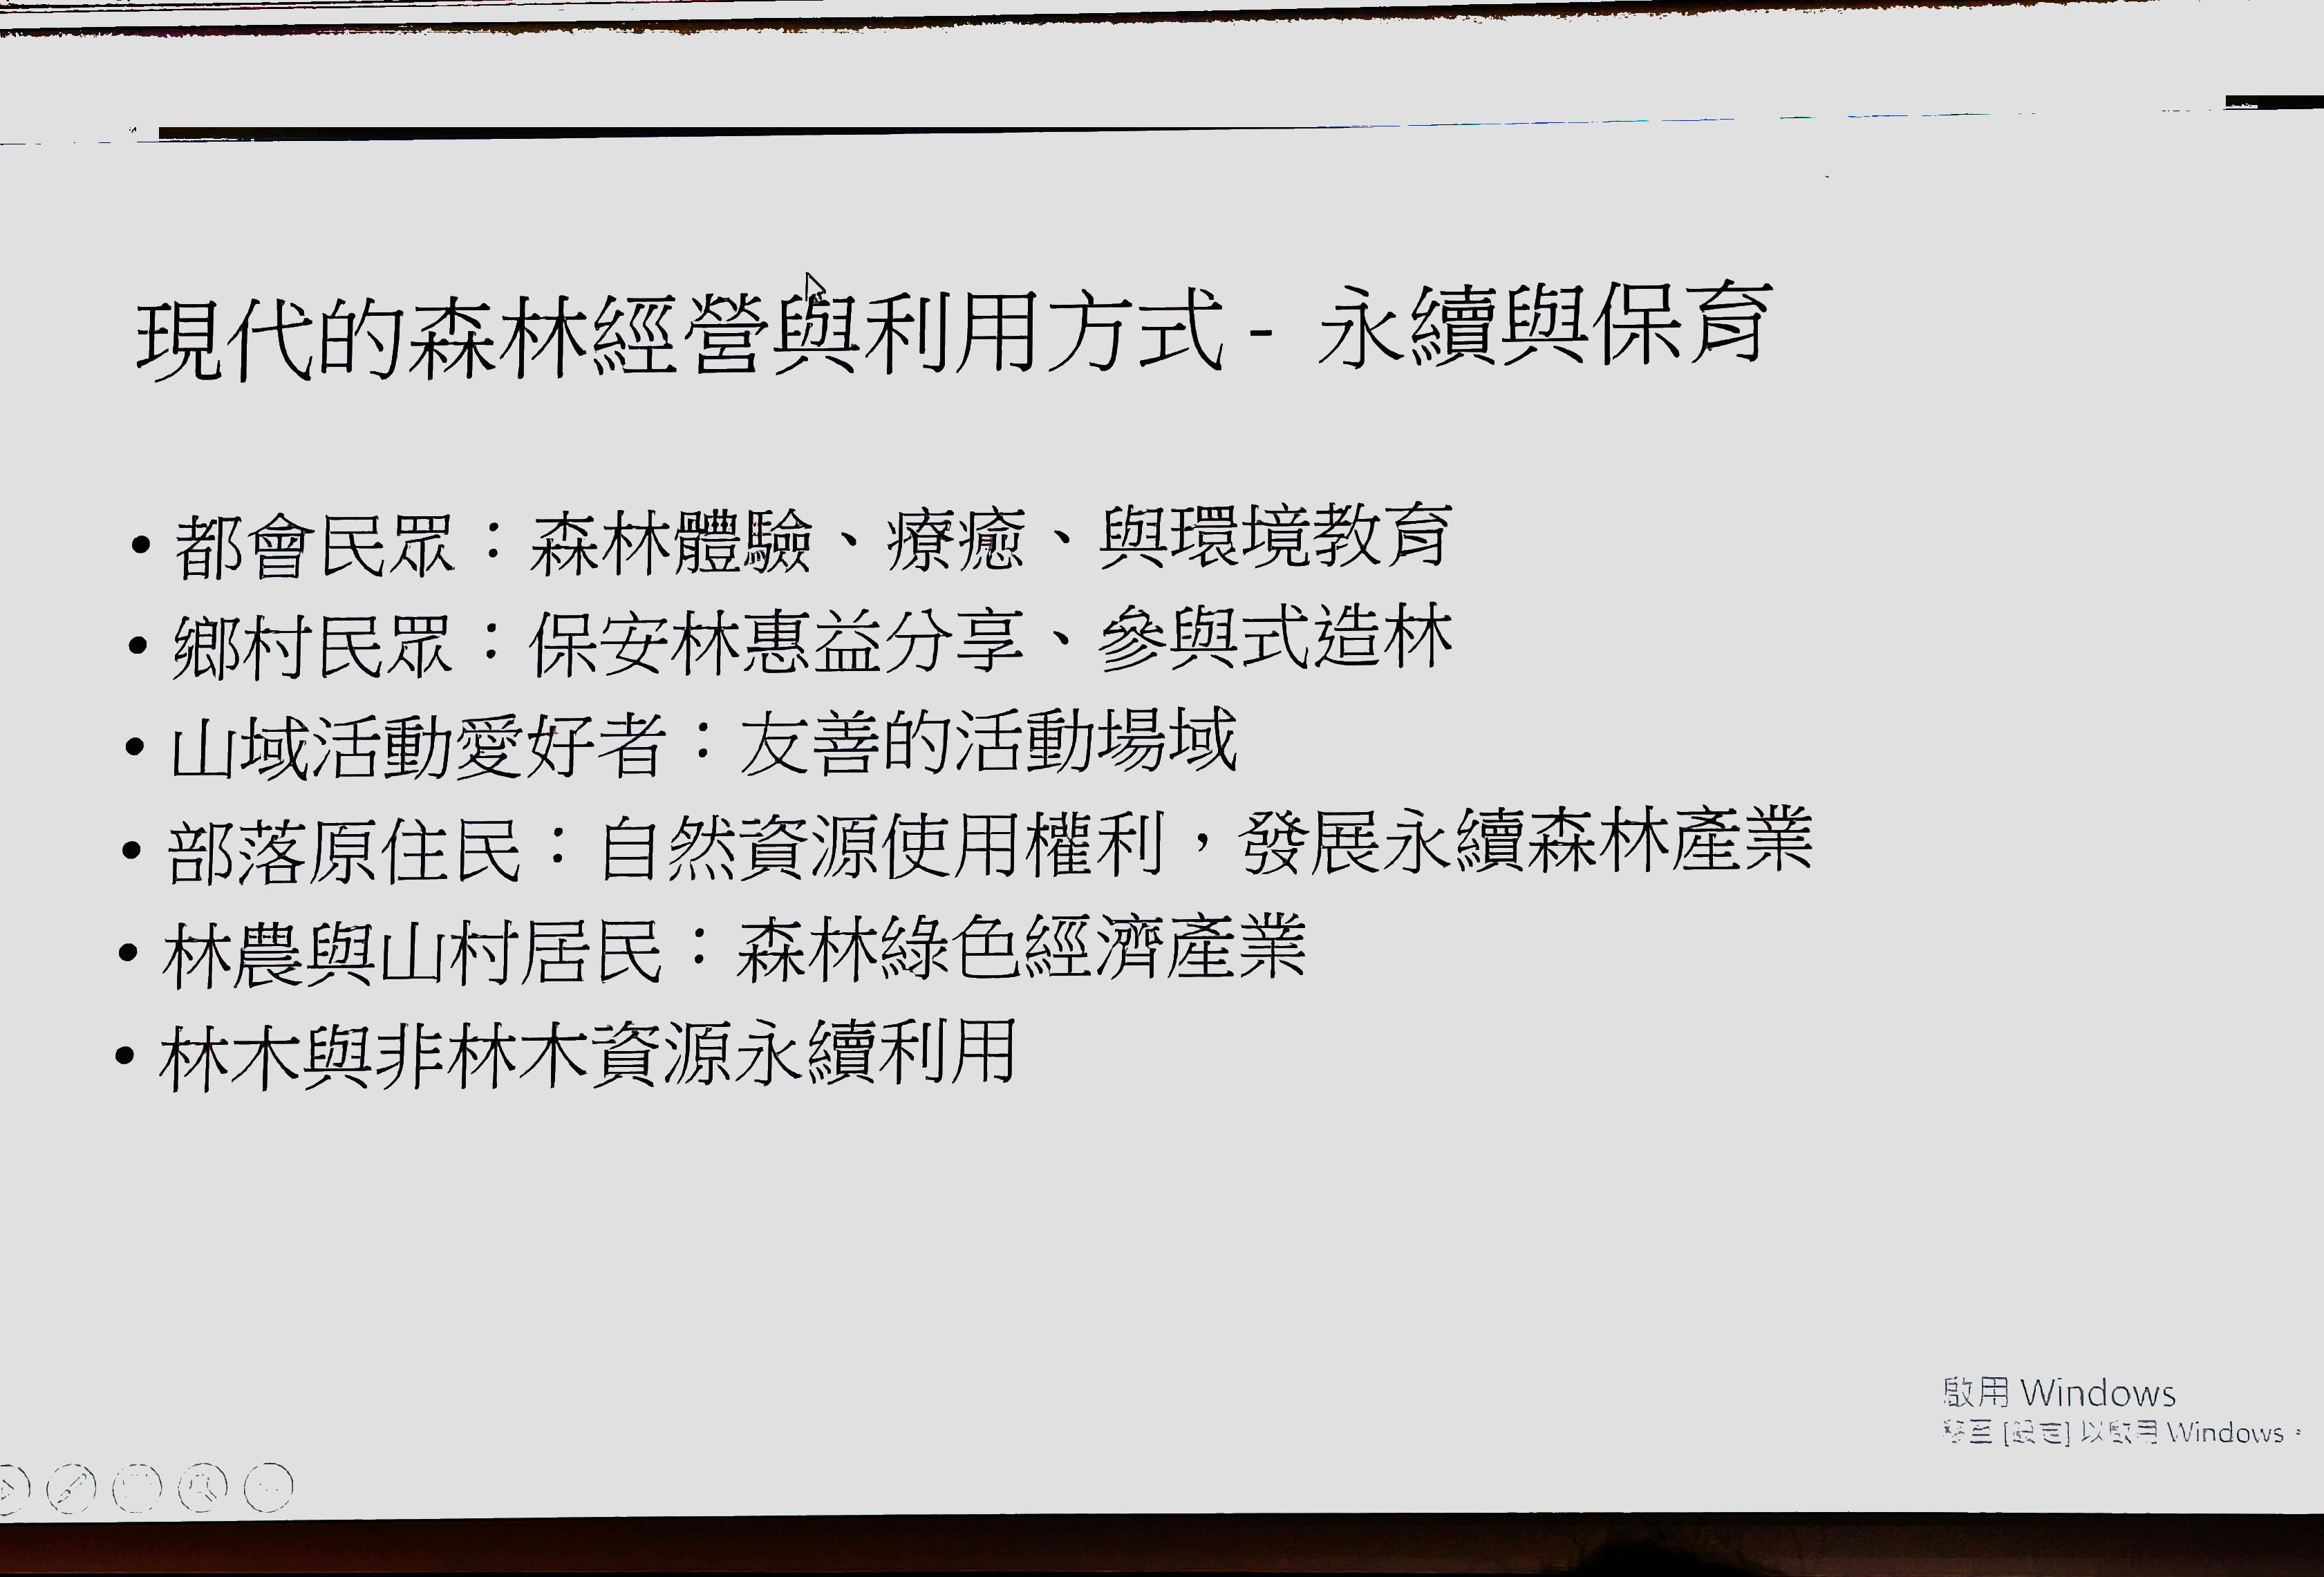 現代的森林經營與利用方式 - 永續與保育
• 都會民眾：森林體驗、療癒、與環境教育
• 鄉村民眾：保安林惠益分享、參與式造林
• 山域活動愛好者：友善的活動場域
• 部落原住民：自然資源使用權利，發展永續森林產業
• 林農與山村居民：森林綠色經濟產業
• 林木與非林木資源永續利用
啟用 Windows
移至 [設定] 以啟用 Windows。